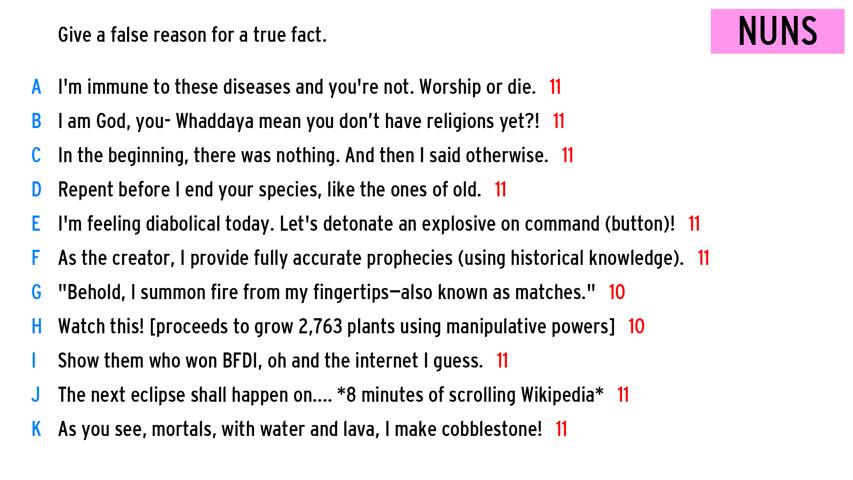 Give a false reason for a true fact.
NUNS
A I'm immune to these diseases and you're not. Worship or die. 11
B I am God, you- Whaddaya mean you don’t have religions yet?! 11
C In the beginning, there was nothing. And then I said otherwise. 11
D Repent before I end your species, like the ones of old. 11
E I'm feeling diabolical today. Let's detonate an explosive on command (button)! 11
F As the creator, I provide fully accurate prophecies (using historical knowledge). 11
G "Behold, I summon fire from my fingertips—also known as matches." 10
H Watch this! [proceeds to grow 2,763 plants using manipulative powers] 10
I Show them who won BFDI, oh and the internet I guess. 11
J The next eclipse shall happen on.... *8 minutes of scrolling Wikipedia* 11
K As you see, mortals, with water and lava, I make cobblestone! 11